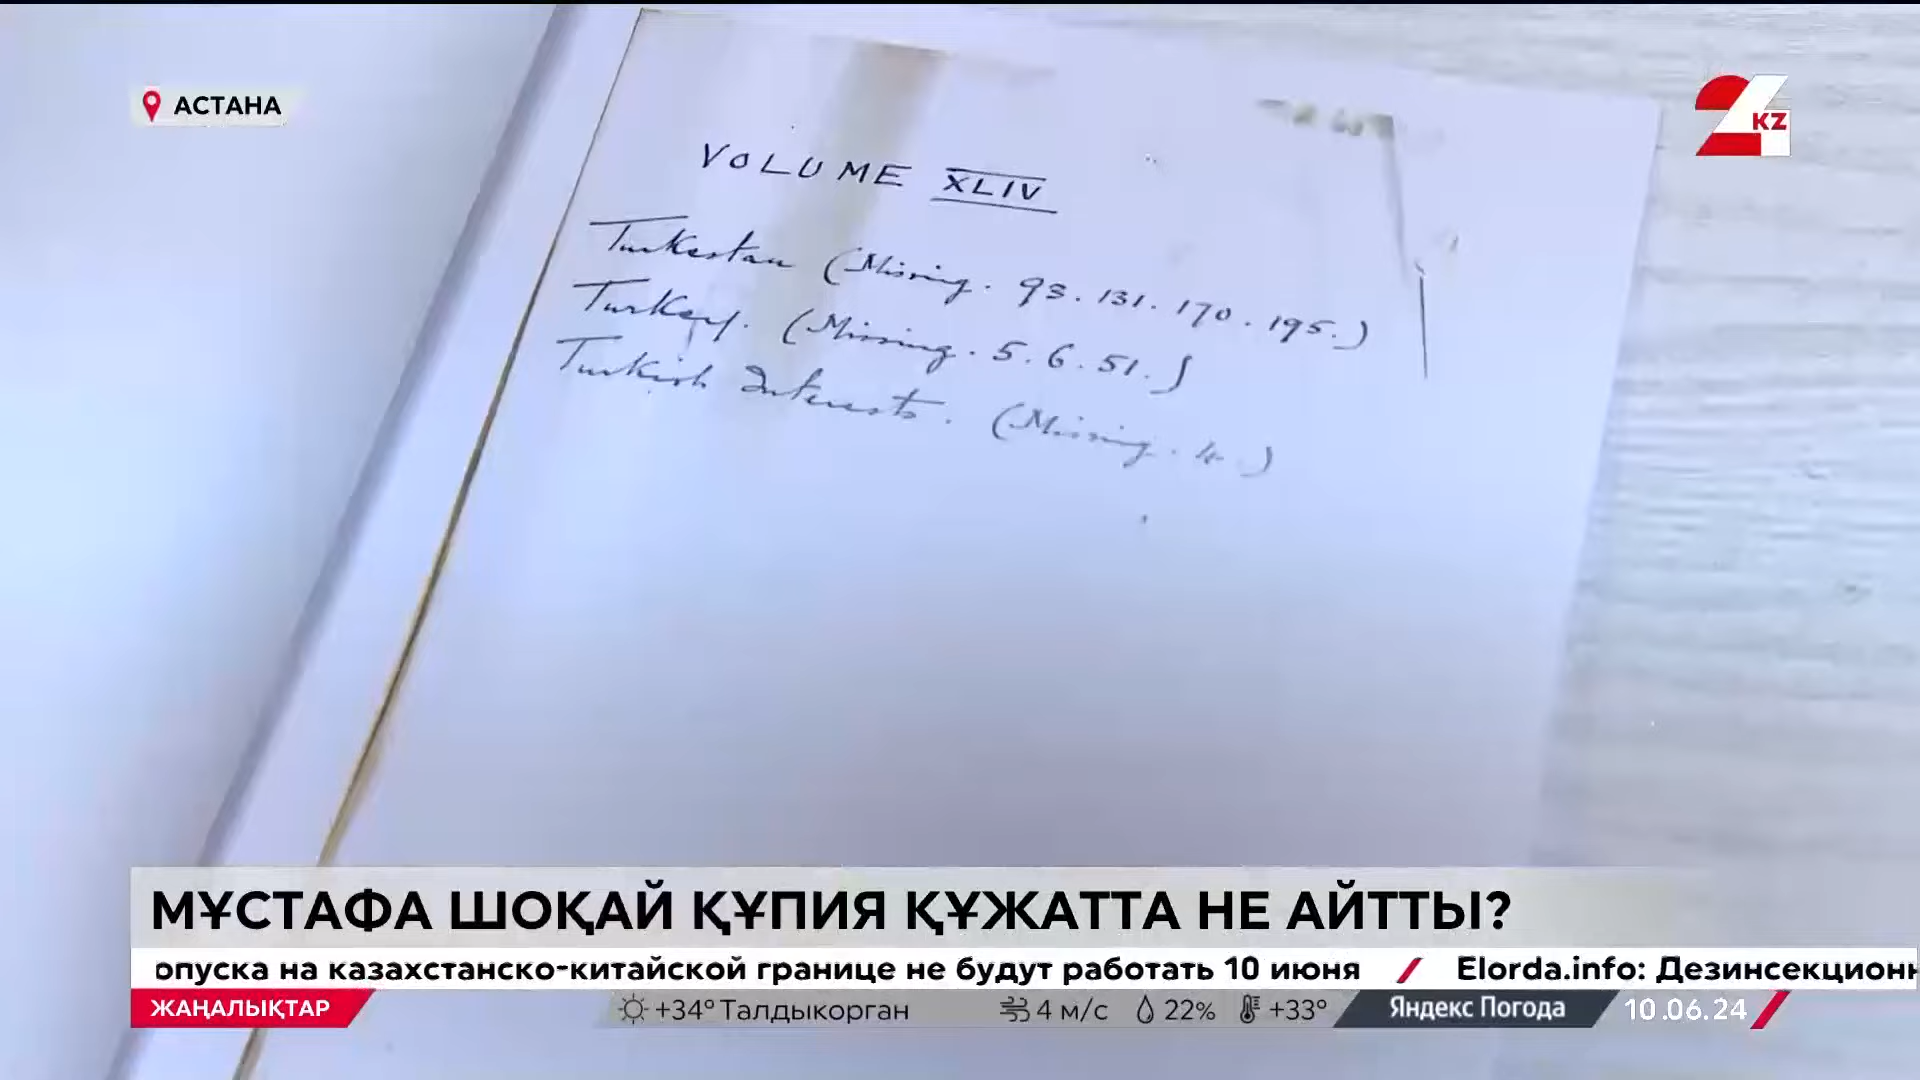 АСТАНА
24 KZ
VOLUME XLIV
Turkestan (Missing. 93. 131. 170. 195.)
Turkey. (Missing. 5. 6. 51.)
Turkish Interests. (Missing. 4.)
МҰСТАФА ШОҚАЙ ҚҰПИЯ ҚҰЖАТТА НЕ АЙТТЫ?
опуска на казахстанско-китайской границе не будут работать 10 июня / Elorda.info: Дезинсекционн
ЖАҢАЛЫҚТАР +34° Талдыкорган 4 м/с 22% +33° Яндекс Погода 10.06.24